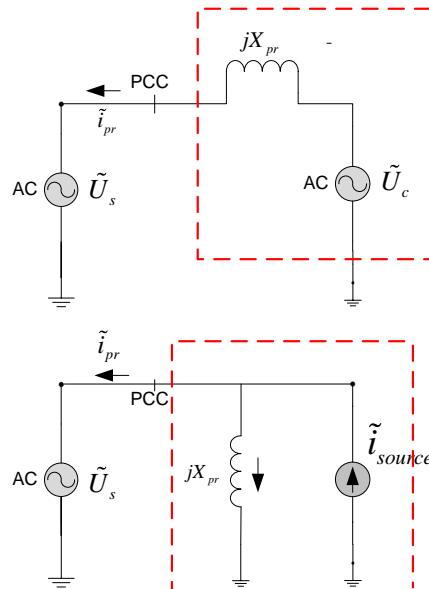 jX_pr -
PCC
ĩ_pr
AC Ũ_s
AC Ũ_c
ĩ_pr
PCC
AC Ũ_s
jX_pr
ĩ_source